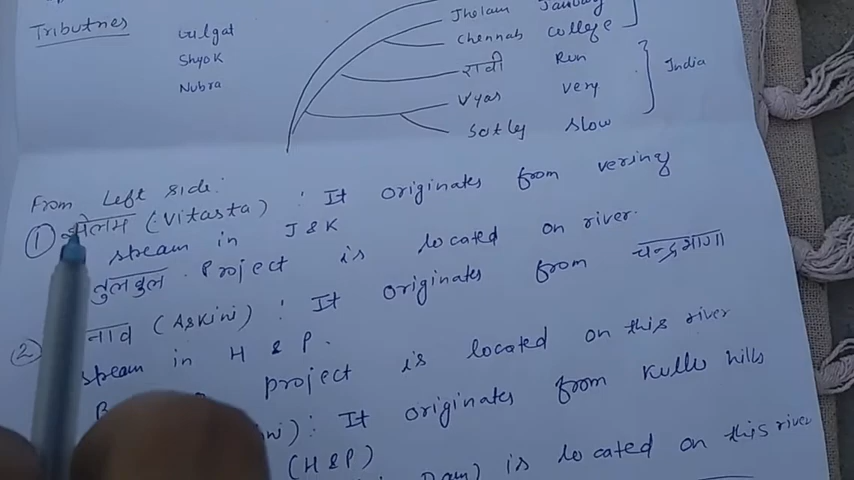 Tributries
Gilgat
Shyok
Nubra
Jhelam
Chennab college
रावी Run
Vyas very
Satlej slow
India
From Left side:
① झेलम (Vitasta) : It originates from vering
stream in J & K
तुलबुल Project is located on river.
② नाव (Askini) : It originates from चन्द्रभागा
stream in H & P.
project is located on this river
It originates from Kullu hills
(H & P)
Dam) is located on this river